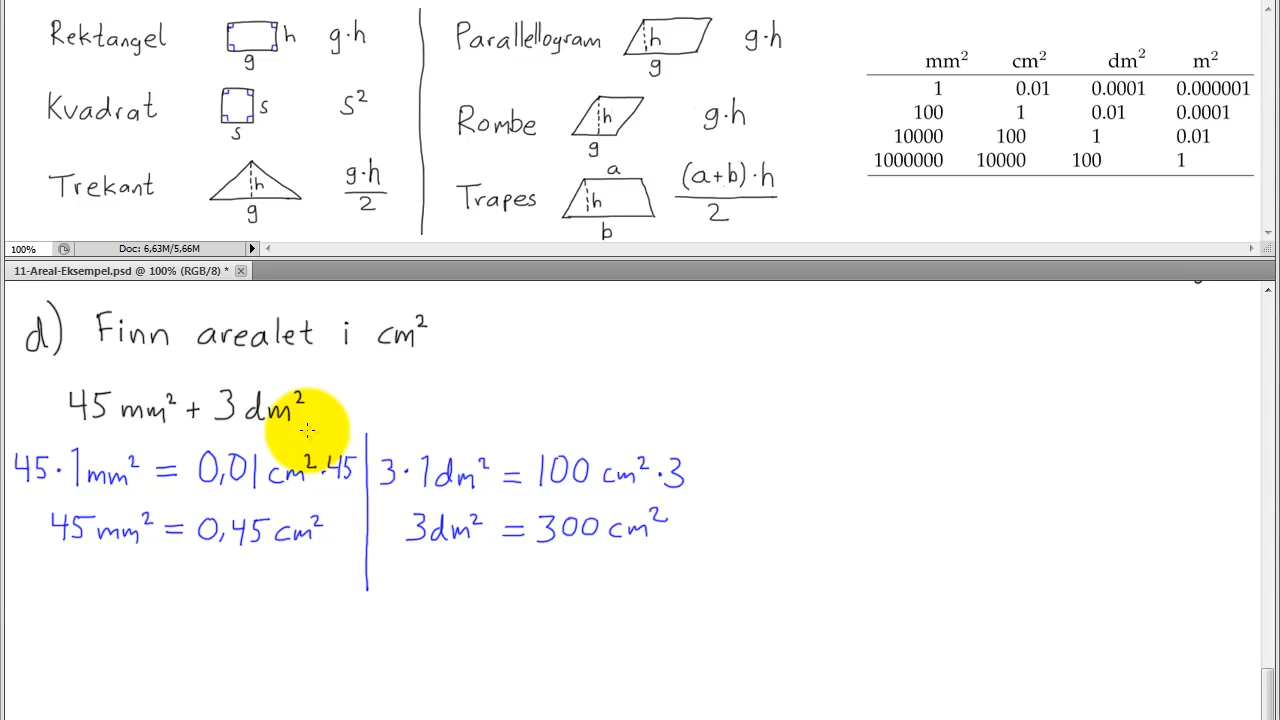 Rektangel h g g·h
Kvadrat s s s²
Trekant h g g·h
2
Parallellogram h g g·h
Rombe h g g·h
Trapes a h b (a+b)·h
2
mm² cm² dm² m²
1 0.01 0.0001 0.000001
100 1 0.01 0.0001
10000 100 1 0.01
1000000 10000 100 1
100% Doc: 6,63M/5,66M
11-Areal-Eksempel.psd @ 100% (RGB/8) *
d) Finn arealet i cm²
45 mm² + 3 dm²
45·1mm² = 0,01 cm²·45
45 mm² = 0,45 cm²
3·1dm² = 100 cm²·3
3dm² = 300 cm²